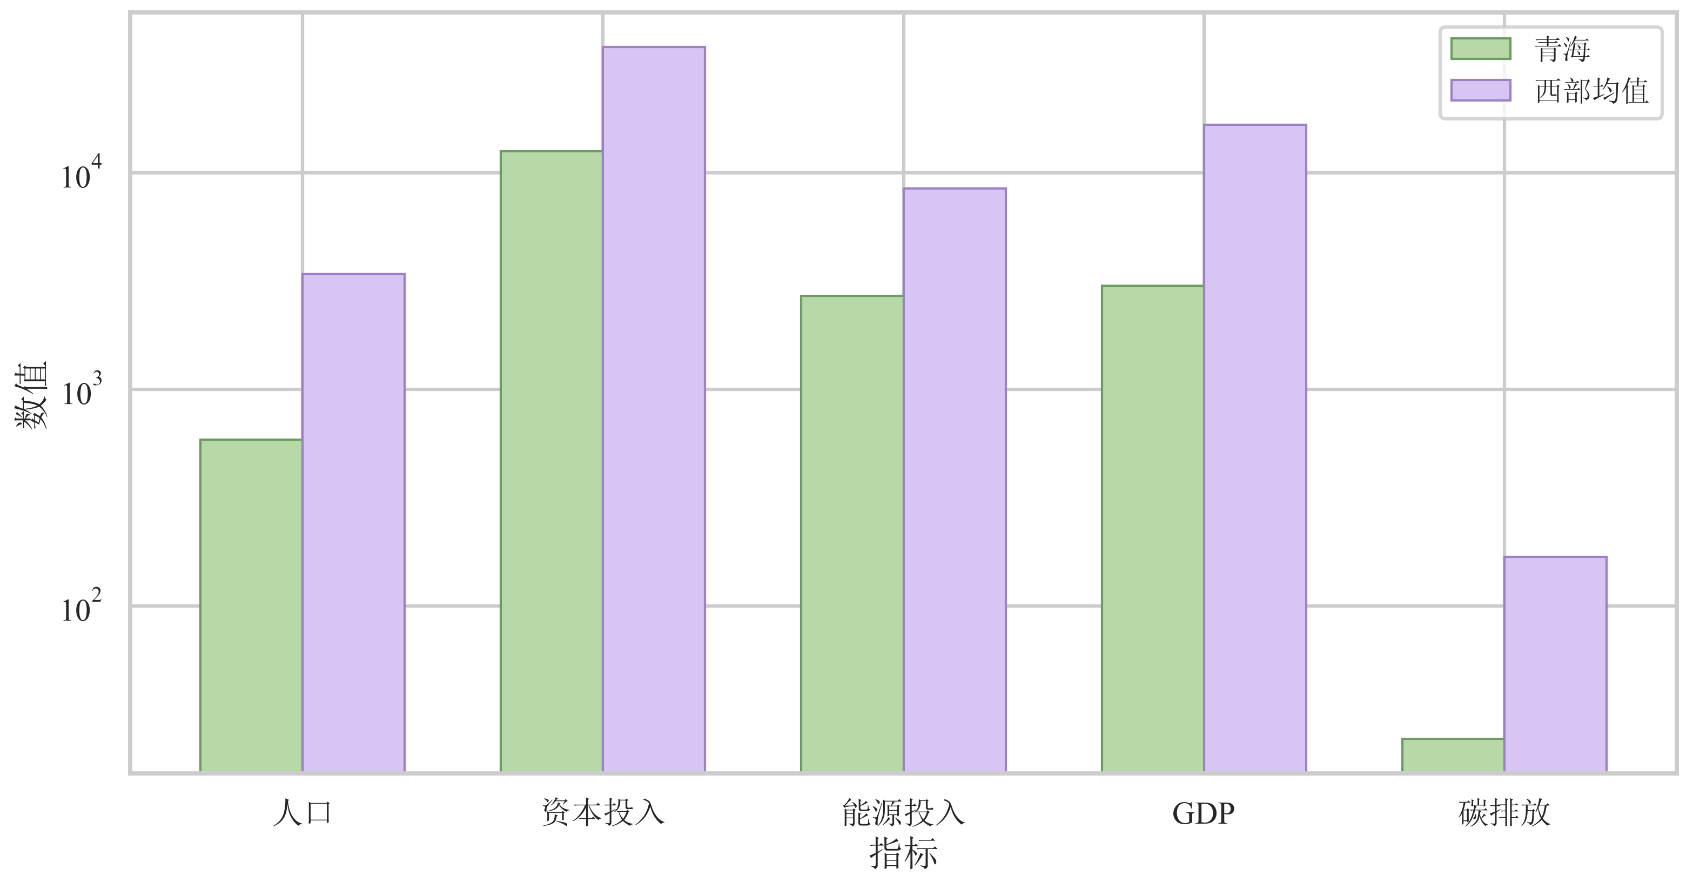 青海
西部均值
10^4
10^3
10^2
数值
人口 资本投入 能源投入 GDP 碳排放
指标